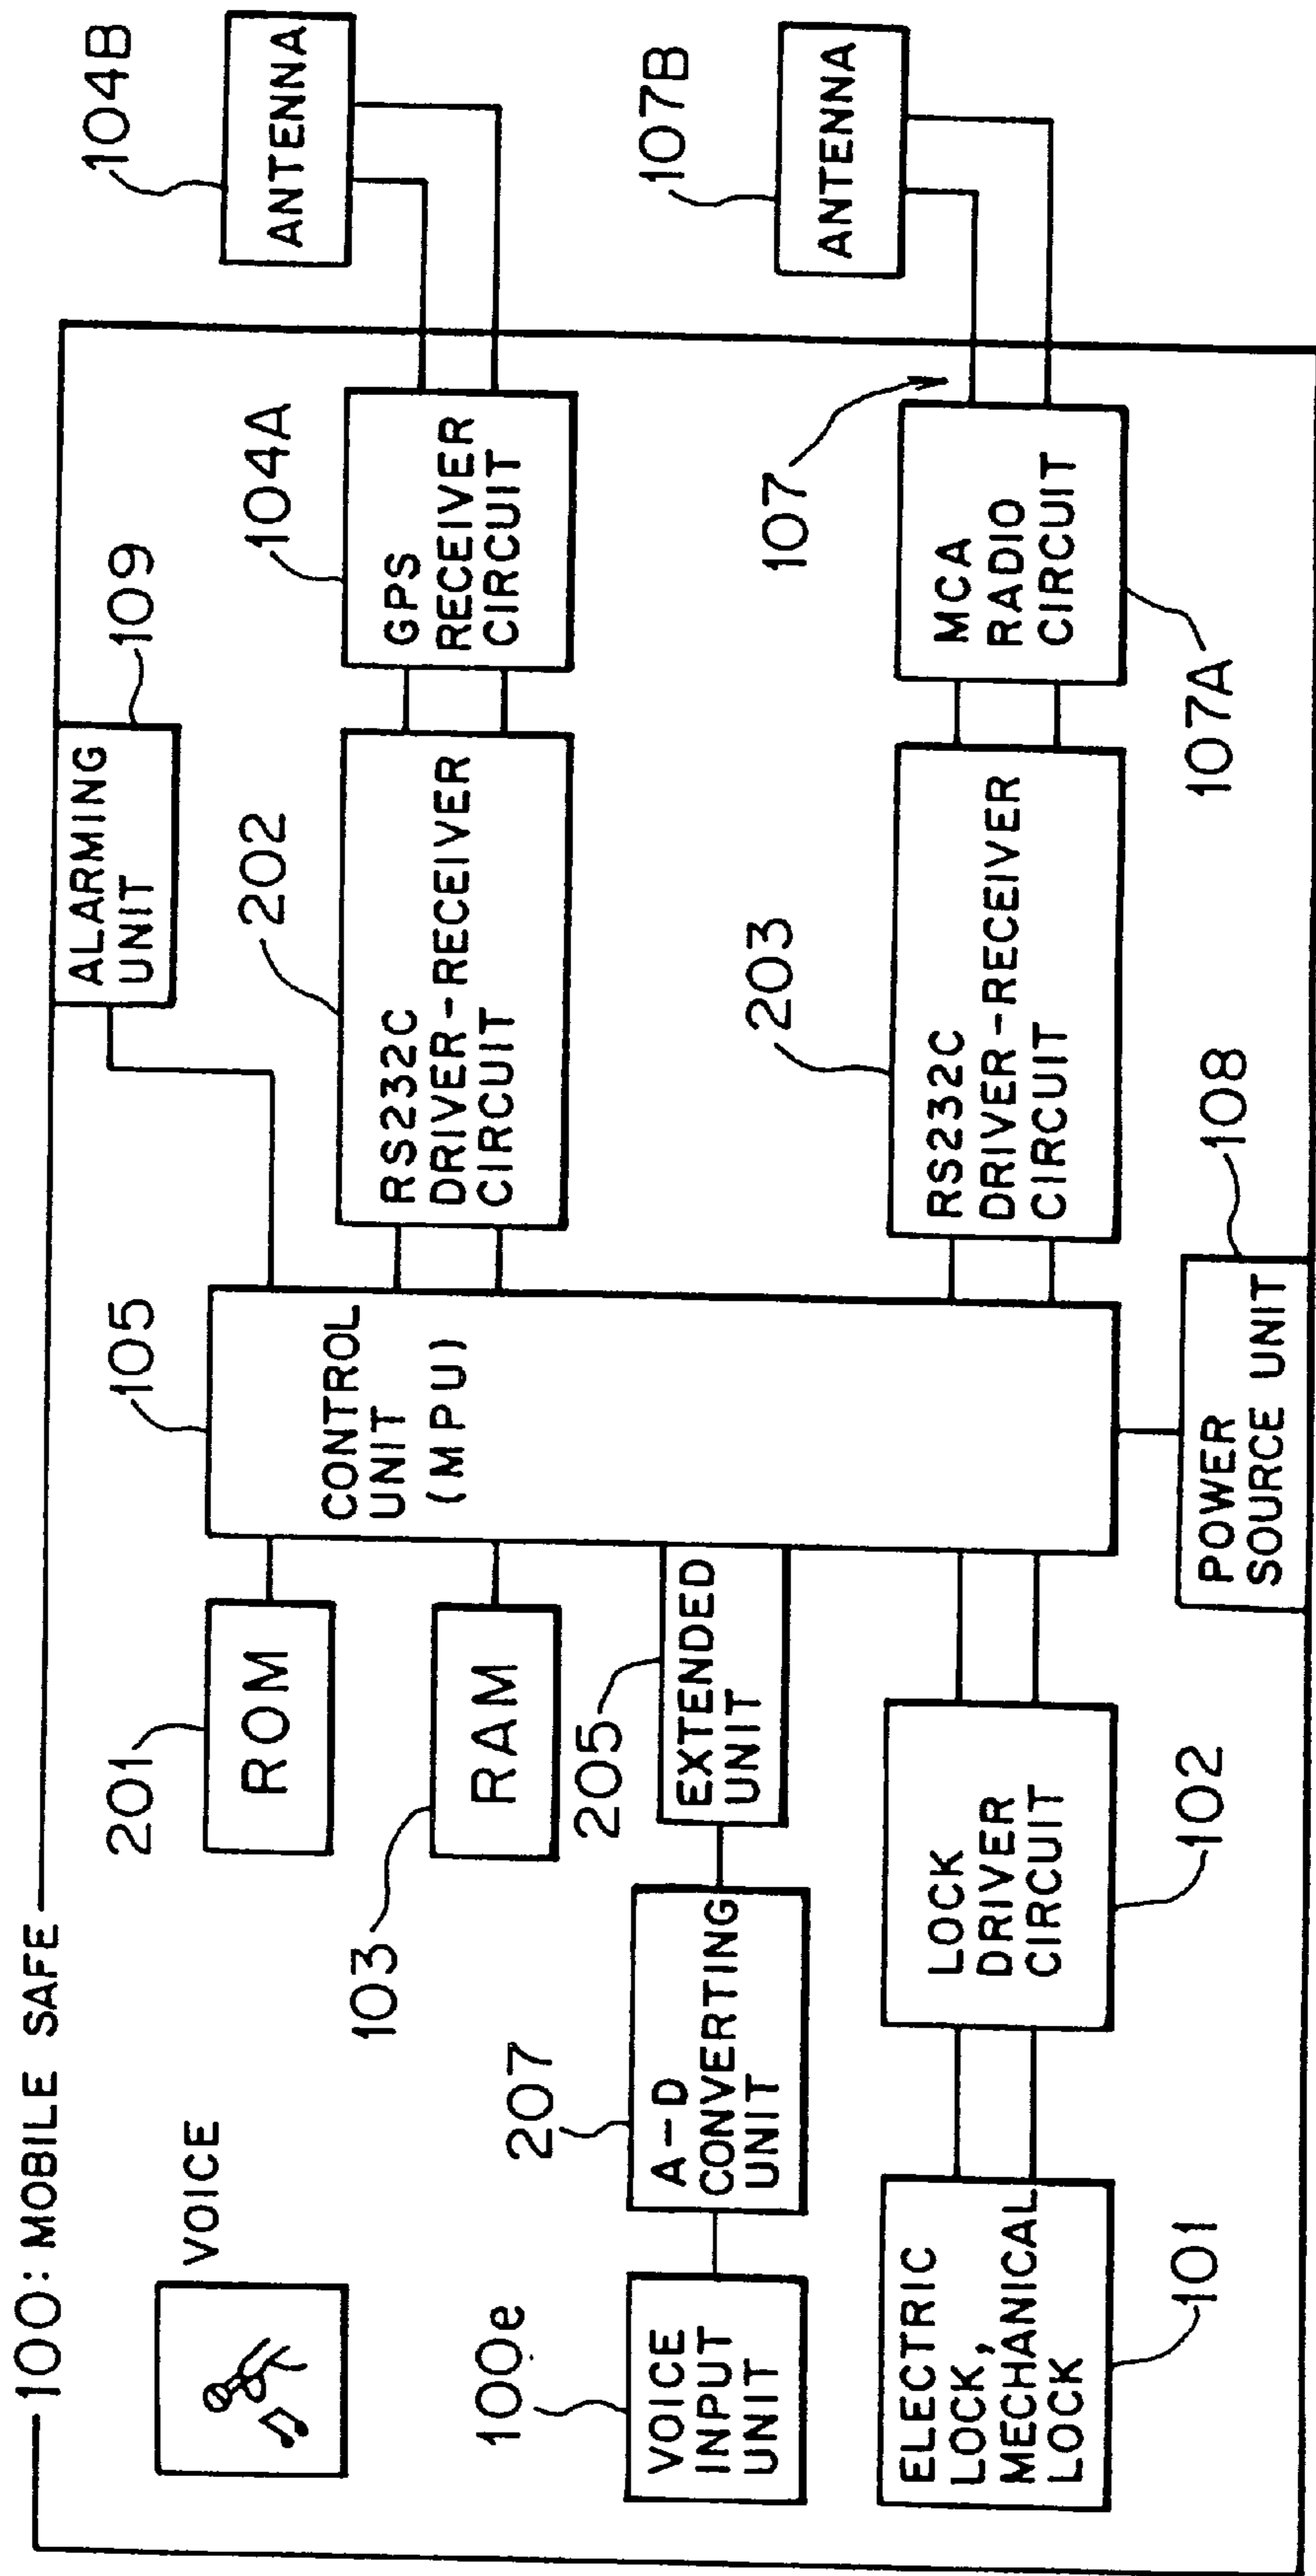 100: MOBILE SAFE
VOICE
201
ROM
105
CONTROL
UNIT
(MPU)
109
ALARMING
UNIT
104B
ANTENNA
103
RAM
202
RS232C
DRIVER-RECEIVER
CIRCUIT
104A
GPS
RECEIVER
CIRCUIT
100e
VOICE
INPUT
UNIT
207
A-D
CONVERTING
UNIT
205
EXTENDED
UNIT
107B
ANTENNA
107
101
ELECTRIC
LOCK,
MECHANICAL
LOCK
102
LOCK
DRIVER
CIRCUIT
203
RS232C
DRIVER-RECEIVER
CIRCUIT
107A
MCA
RADIO
CIRCUIT
108
POWER
SOURCE UNIT